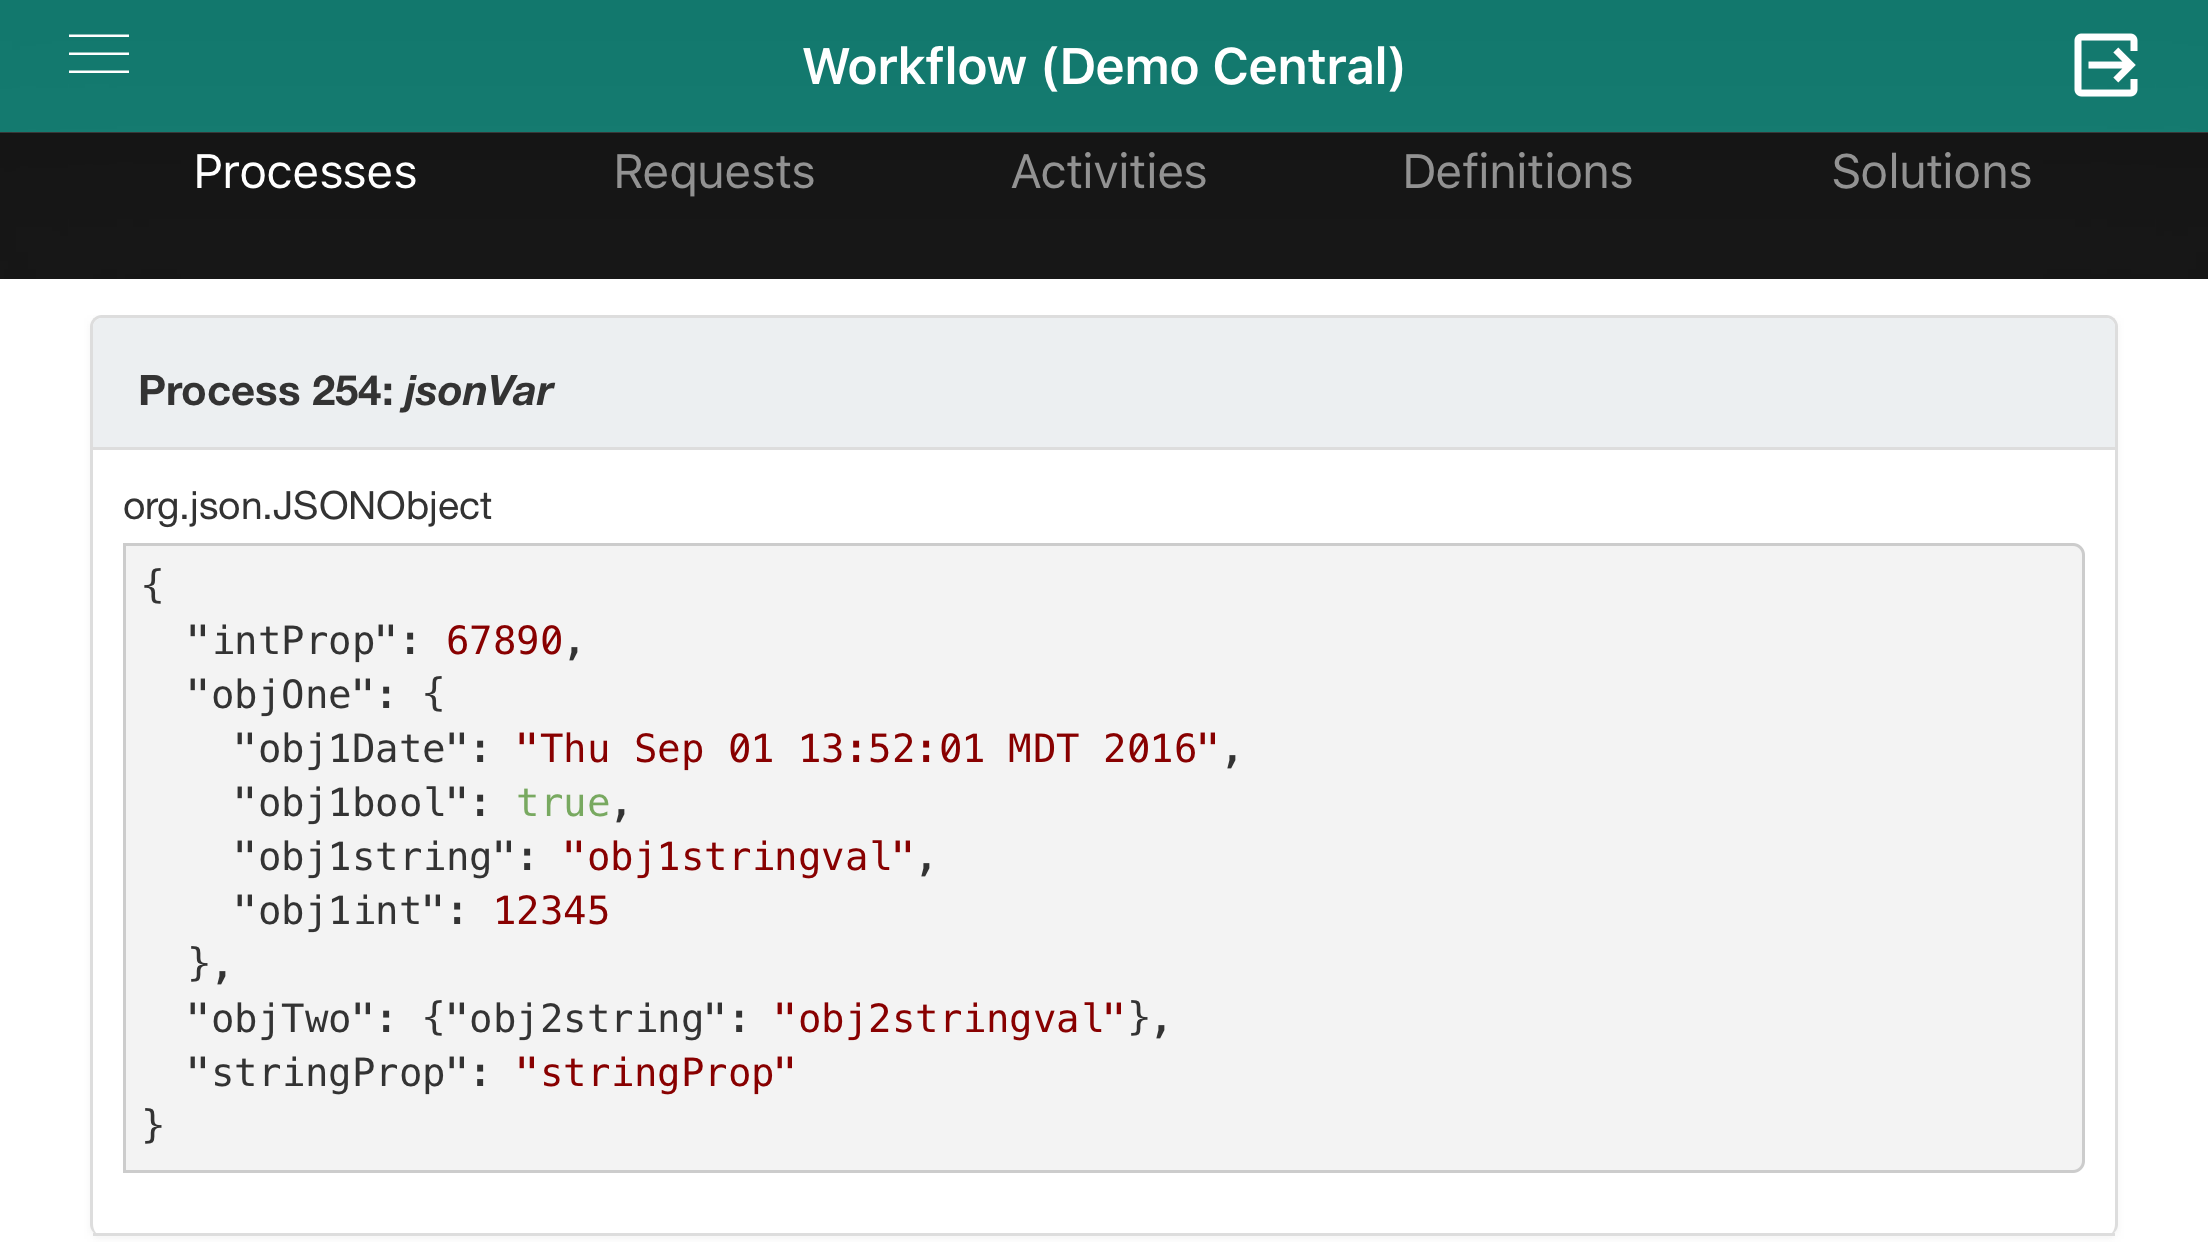 Workflow (Demo Central)
Processes Requests Activities Definitions Solutions
Process 254: jsonVar
org.json.JSONObject
{
  "intProp": 67890,
  "objOne": {
    "obj1Date": "Thu Sep 01 13:52:01 MDT 2016",
    "obj1bool": true,
    "obj1string": "obj1stringval",
    "obj1int": 12345
  },
  "objTwo": {"obj2string": "obj2stringval"},
  "stringProp": "stringProp"
}